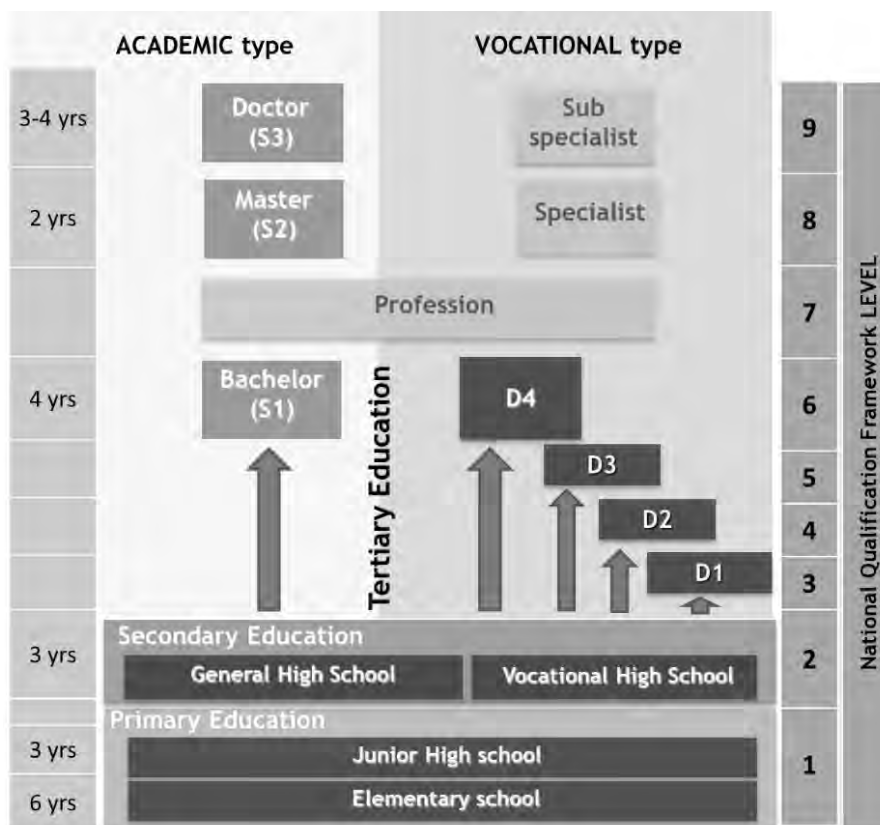 ACADEMIC type
VOCATIONAL type
3-4 yrs
Doctor
(S3)
Sub
specialist
9
2 yrs
Master
(S2)
Specialist
8
Profession
7
4 yrs
Bachelor
(S1)
D4
6
D3
5
D2
4
D1
3
Tertiary Education
National Qualification Framework LEVEL
Secondary Education
3 yrs
General High School
Vocational High School
2
Primary Education
3 yrs
Junior High school
1
6 yrs
Elementary school